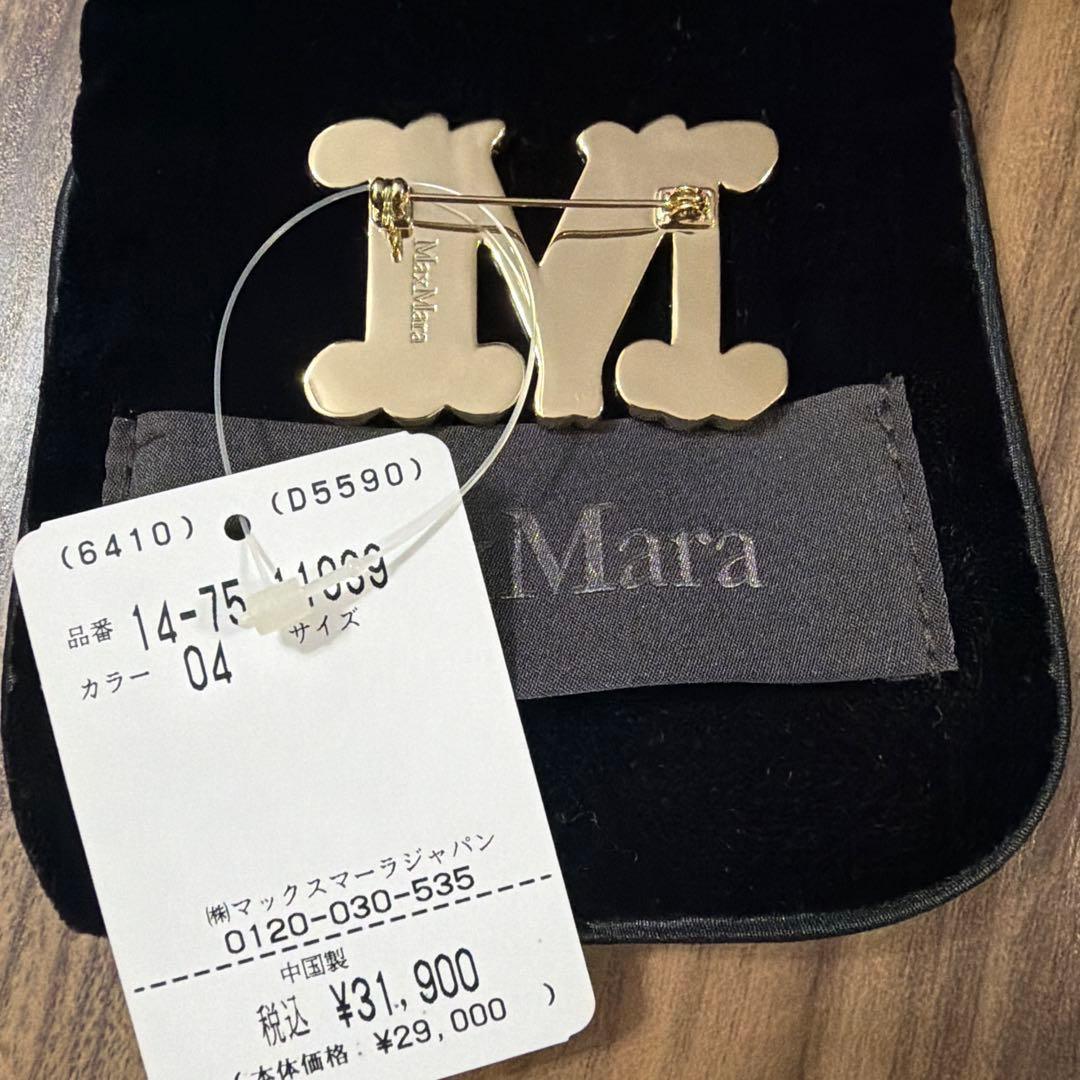 MaxMara
Mara
(6410) (D5590)
品番 14-75
カラー 04 サイズ
㈱マックスマーラジャパン
0120-030-535
中国製
税込 ¥31,900
(本体価格:¥29,000)